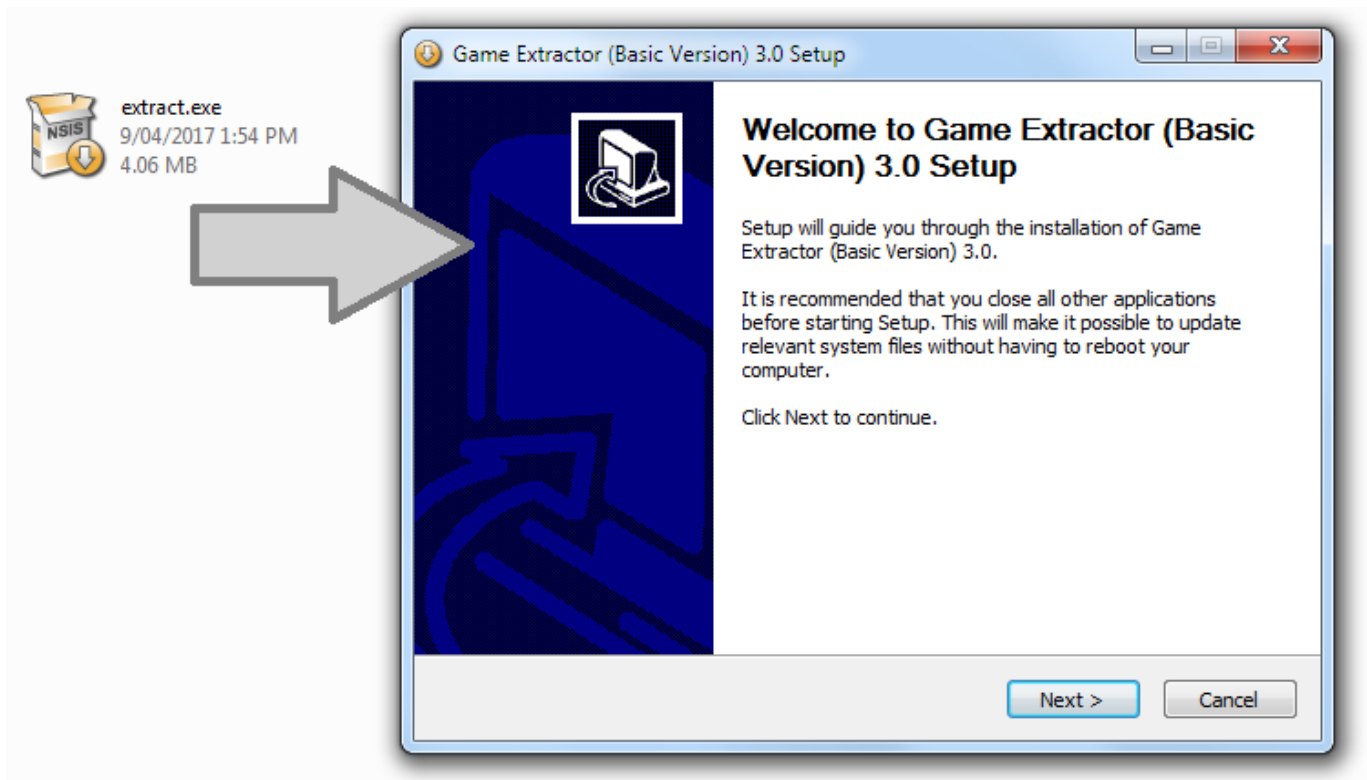 Game Extractor (Basic Version) 3.0 Setup
NSIS
extract.exe
9/04/2017 1:54 PM
4.06 MB
Welcome to Game Extractor (Basic
Version) 3.0 Setup
Setup will guide you through the installation of Game
Extractor (Basic Version) 3.0.
It is recommended that you close all other applications
before starting Setup. This will make it possible to update
relevant system files without having to reboot your
computer.
Click Next to continue.
Next >
Cancel